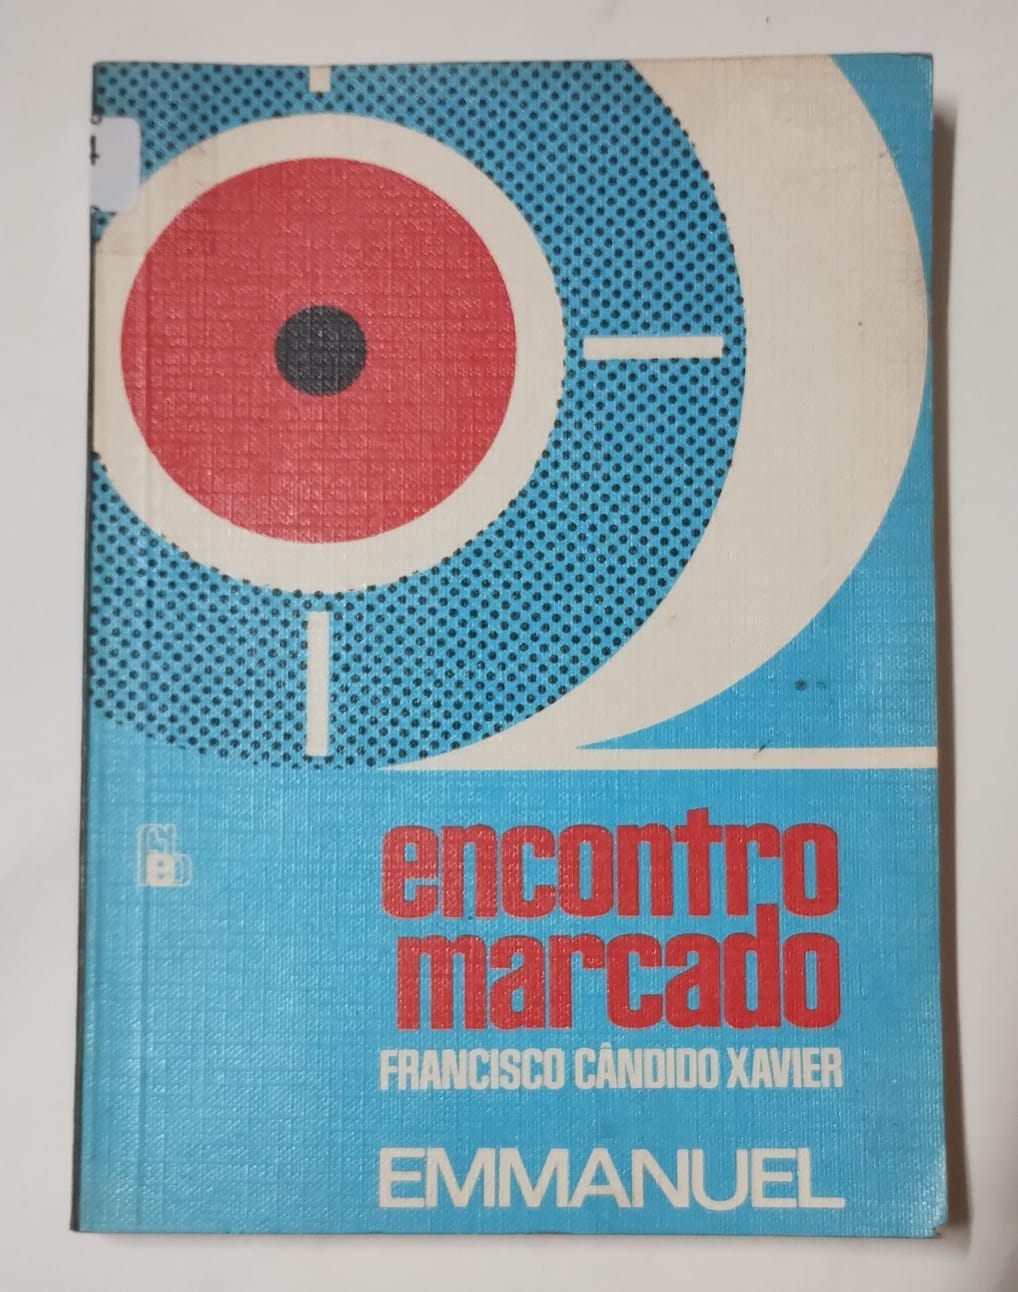 encontro
marcado
FRANCISCO CÂNDIDO XAVIER
EMMANUEL